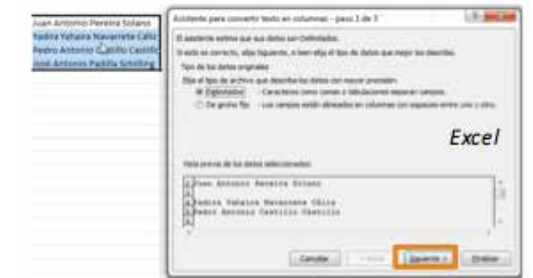 Juan Antonio Pereira Solano
Yadira Yahaira Navarrete Cáliz
Pedro Antonio Castillo Castillo
José Antonio Padilla Schilling
Asistente para convertir texto en columnas - paso 1 de 3
El asistente estima que sus datos son Delimitados.
Si esto es correcto, elija Siguiente, o bien elija el tipo de datos que mejor los describa.
Tipo de los datos originales
Elija el tipo de archivo que describa los datos con mayor precisión:
Delimitados - Caracteres como comas o tabulaciones separan campos.
De ancho fijo - Los campos están alineados en columnas con espacios entre uno y otro.
Excel
Vista previa de los datos seleccionados:
Juan Antonio Pereira Solano
Yadira Yahaira Navarrete Cáliz
Pedro Antonio Castillo Castillo
Cancelar
Siguiente >
Finalizar